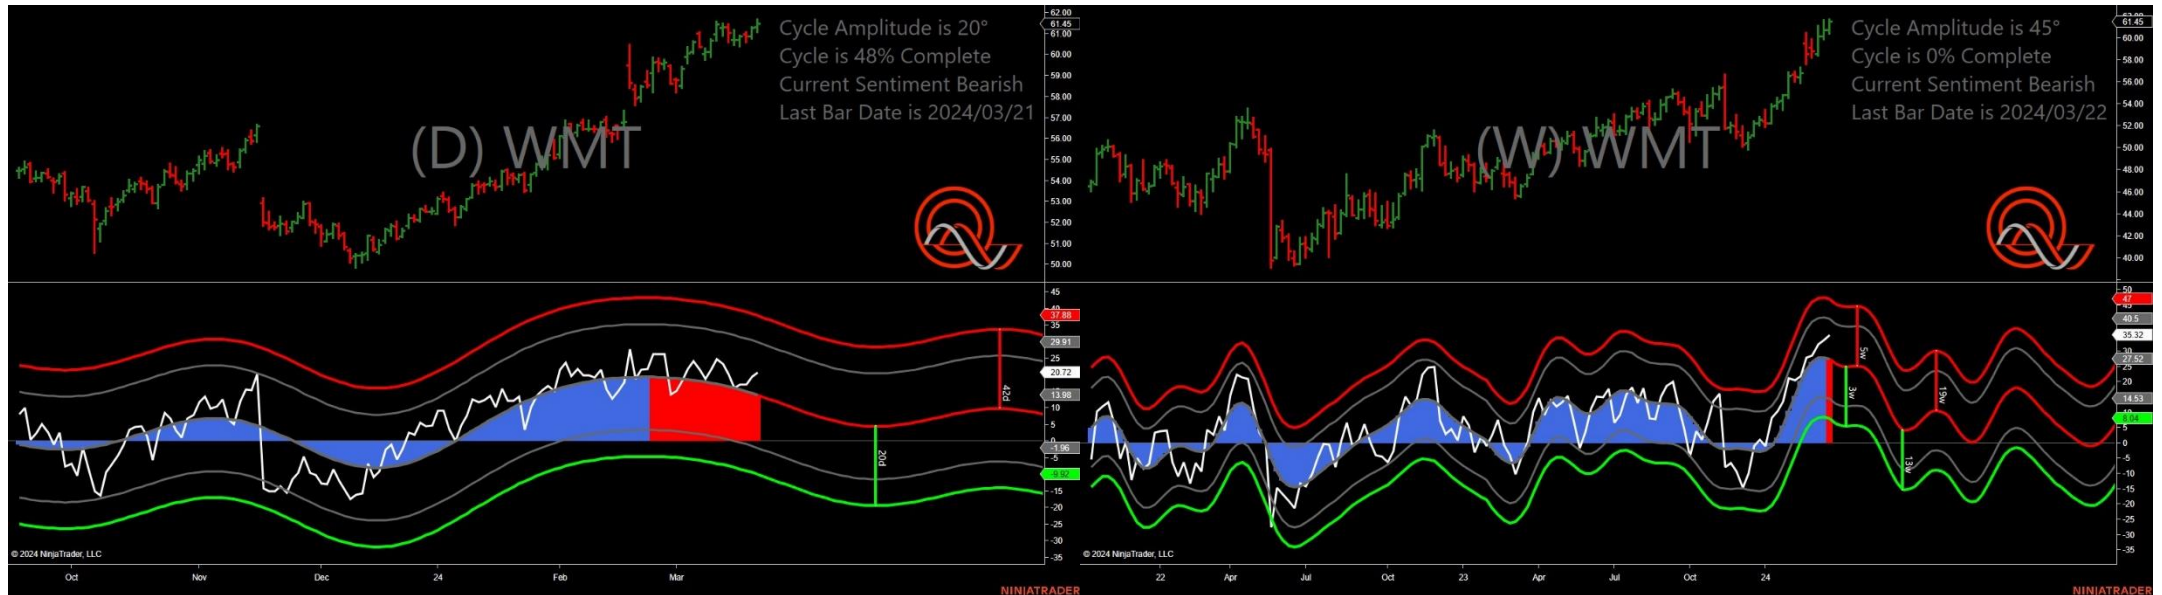 Cycle Amplitude is 20°
Cycle is 48% Complete
Current Sentiment Bearish
Last Bar Date is 2024/03/21
(D) WMT
62.00
61.45
61.00
60.00
59.00
58.00
57.00
56.00
55.00
54.00
53.00
52.00
51.00
50.00
45
37.88
35
29.91
25
20.72
13.98
10
5
-1.96
-5
-9.92
-15
-20
-25
-30
-35
42d
20d
© 2024 NinjaTrader, LLC
Oct
Nov
Dec
24
Feb
Mar
NINJATRADER
Cycle Amplitude is 45°
Cycle is 0% Complete
Current Sentiment Bearish
Last Bar Date is 2024/03/22
(W) WMT
61.45
60.00
58.00
56.00
54.00
52.00
50.00
48.00
46.00
44.00
42.00
40.00
50
47
40.5
35.32
30
27.52
25
20
14.53
8.04
5
0
-5
-10
-15
-20
-25
-30
-35
5w
3w
19w
13w
© 2024 NinjaTrader, LLC
22
Apr
Jul
Oct
23
Apr
Jul
Oct
24
NINJATRADER